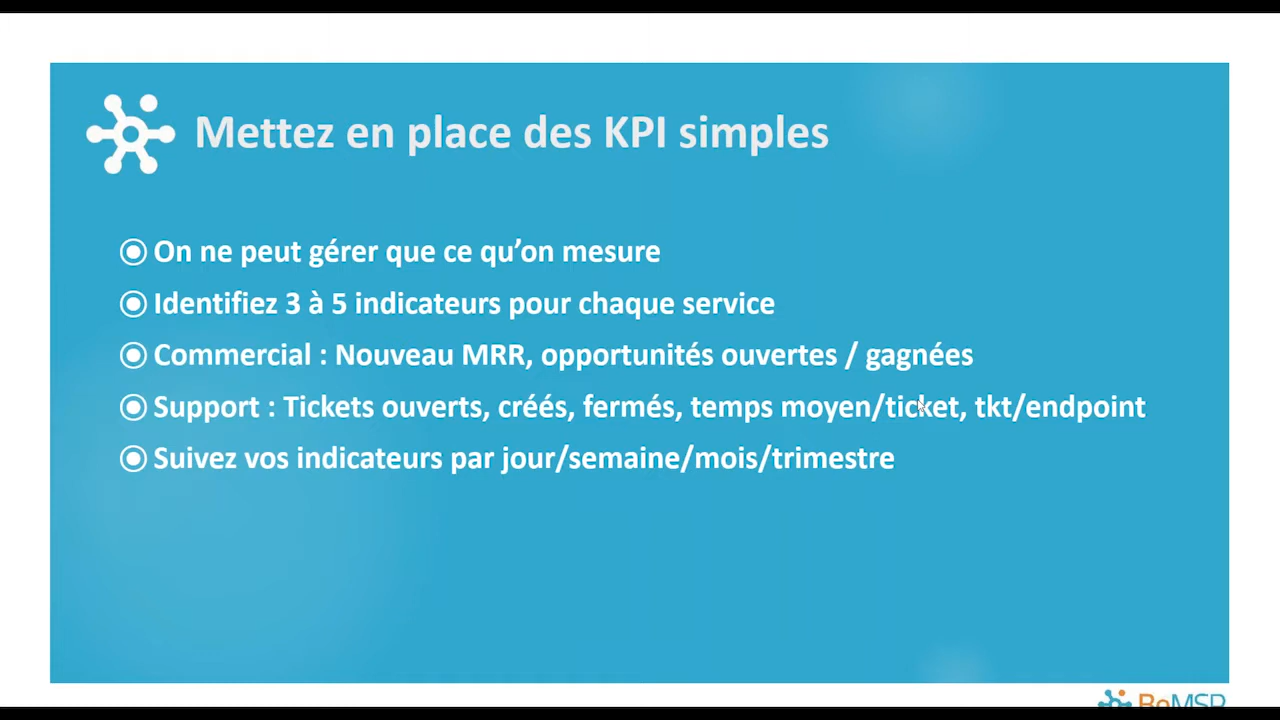 Mettez en place des KPI simples
On ne peut gérer que ce qu’on mesure
Identifiez 3 à 5 indicateurs pour chaque service
Commercial : Nouveau MRR, opportunités ouvertes / gagnées
Support : Tickets ouverts, créés, fermés, temps moyen/ticket, tkt/endpoint
Suivez vos indicateurs par jour/semaine/mois/trimestre
BeMSP